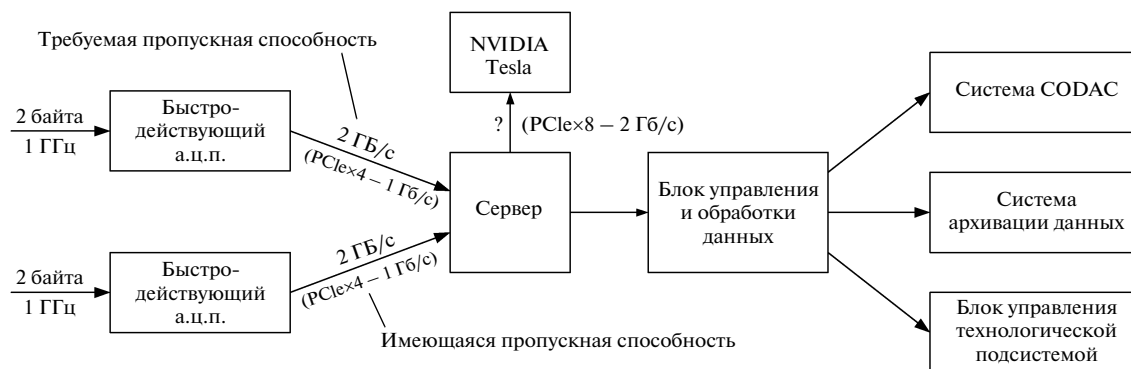 Требуемая пропускная способность
NVIDIA
Tesla
2 байта
1 ГГц
Быстро-
действующий
а.ц.п.
2 ГБ/с
(PCIe×4 – 1 Гб/с)
?
(PCIe×8 – 2 Гб/с)
Сервер
Блок управления
и обработки
данных
Система CODAC
Система
архивации данных
2 байта
1 ГГц
Быстро-
действующий
а.ц.п.
2 ГБ/с
(PCIe×4 – 1 Гб/с)
Имеющаяся пропускная способность
Блок управления
технологической
подсистемой